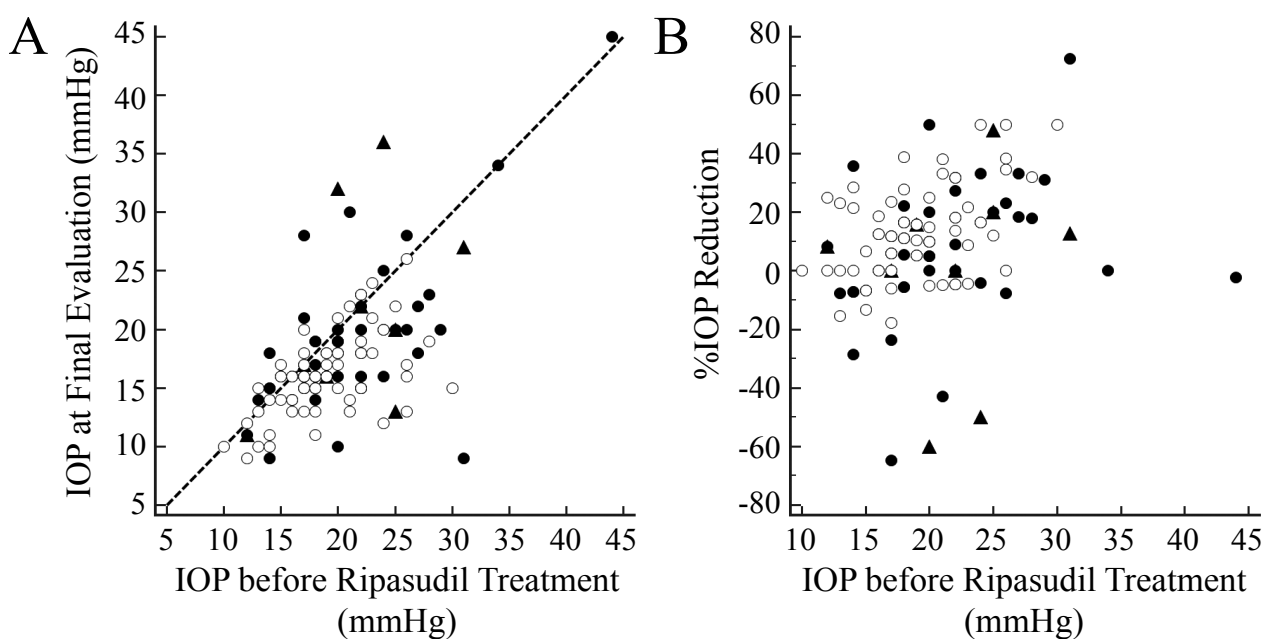 A
IOP at Final Evaluation (mmHg)
45
40
35
30
25
20
15
10
5
5 10 15 20 25 30 35 40 45
IOP before Ripasudil Treatment
(mmHg)
B
%IOP Reduction
80
60
40
20
0
-20
-40
-60
-80
10 15 20 25 30 35 40 45
IOP before Ripasudil Treatment
(mmHg)